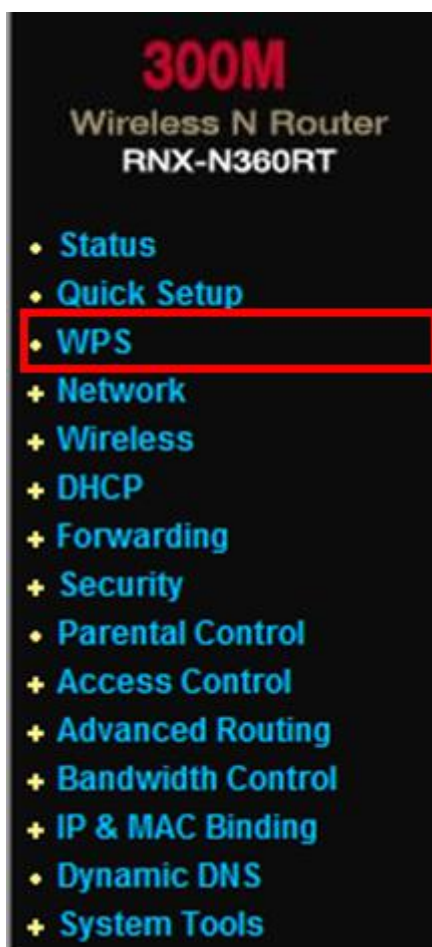 300M
Wireless N Router
RNX-N360RT
Status
Quick Setup
WPS
Network
Wireless
DHCP
Forwarding
Security
Parental Control
Access Control
Advanced Routing
Bandwidth Control
IP & MAC Binding
Dynamic DNS
System Tools